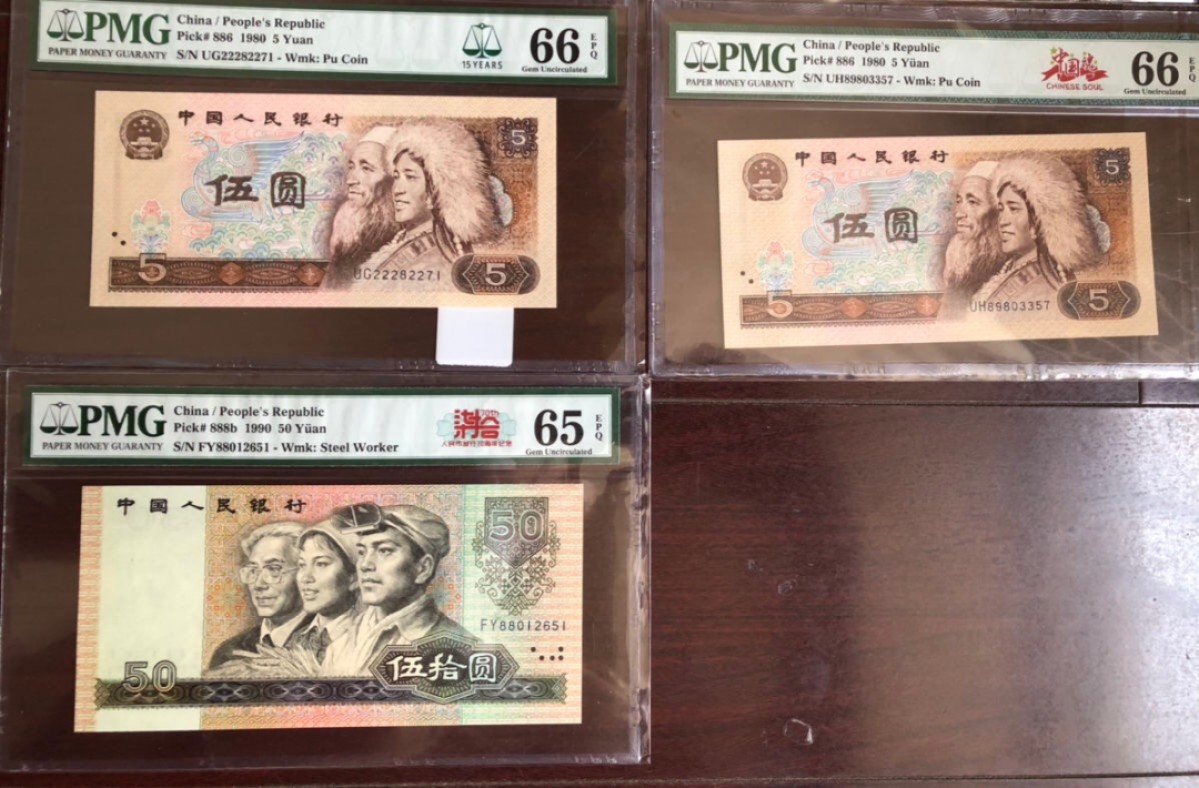 PMG
PAPER MONEY GUARANTY
China / People's Republic
Pick# 886 1980 5 Yuan
S/N UG22282271 - Wmk: Pu Coin
15 YEARS
66
EPQ
Gem Uncirculated
中国人民银行
5
伍圆
5
UG22282271
5
PMG
PAPER MONEY GUARANTY
China / People's Republic
Pick# 886 1980 5 Yüan
S/N UH89803357 - Wmk: Pu Coin
CHINESE SOUL
66
EPQ
Gem Uncirculated
中国人民银行
5
伍圆
5
UH89803357
5
PMG
PAPER MONEY GUARANTY
China / People's Republic
Pick# 888b 1990 50 Yüan
S/N FY88012651 - Wmk: Steel Worker
65
EPQ
Gem Uncirculated
中国人民银行
50
FY88012651
50
伍拾圆